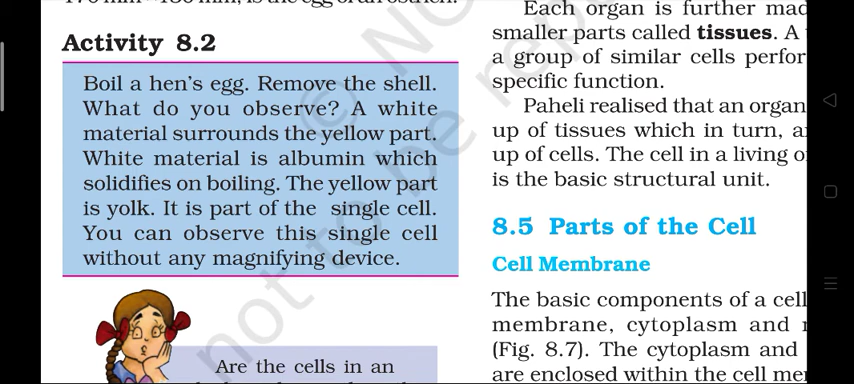 Activity 8.2
Boil a hen's egg. Remove the shell.
What do you observe? A white
material surrounds the yellow part.
White material is albumin which
solidifies on boiling. The yellow part
is yolk. It is part of the single cell.
You can observe this single cell
without any magnifying device.
Are the cells in an
Each organ is further mad
smaller parts called tissues. A
a group of similar cells perfor
specific function.
Paheli realised that an organ
up of tissues which in turn, a
up of cells. The cell in a living o
is the basic structural unit.
8.5 Parts of the Cell
Cell Membrane
The basic components of a cell
membrane, cytoplasm and
(Fig. 8.7). The cytoplasm and
are enclosed within the cell me
not to be rep